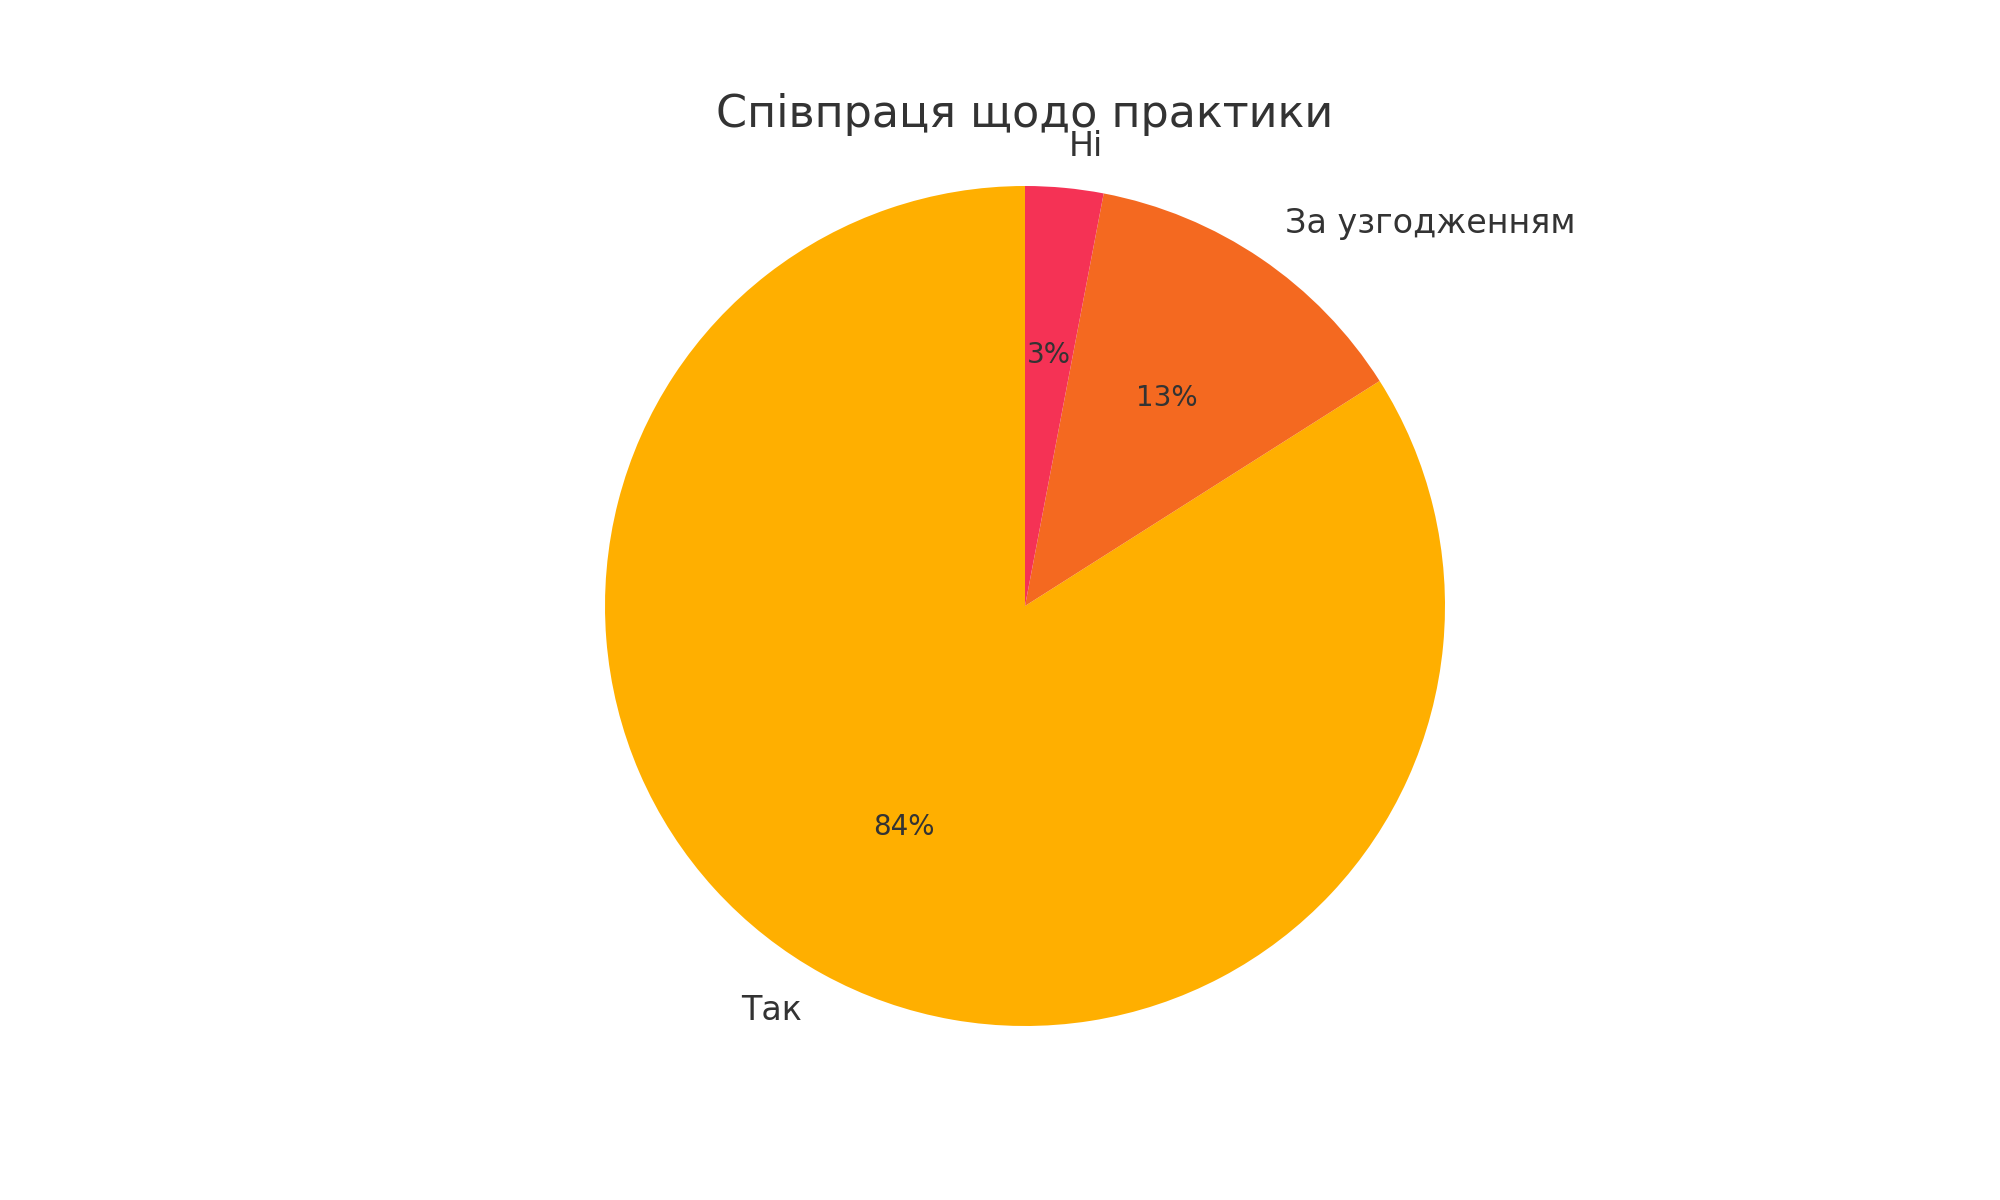 Співпраця щодо практики
Ні
За узгодженням
3%
13%
84%
Так